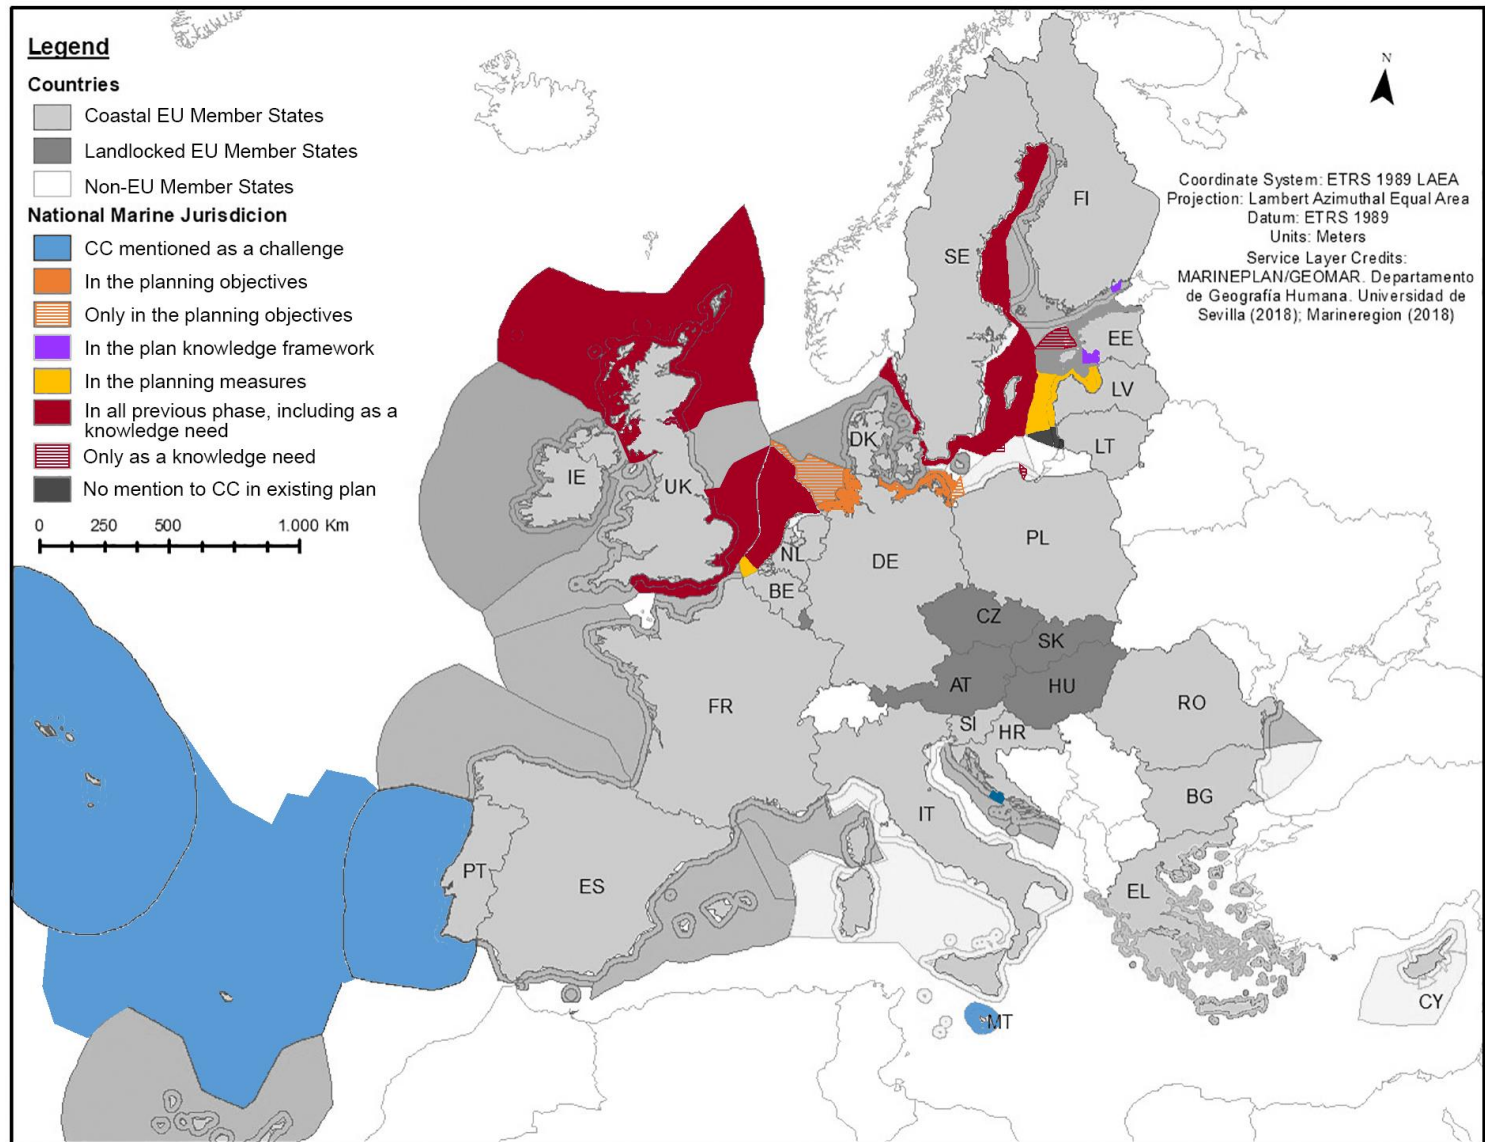 Legend
Countries
Coastal EU Member States
Landlocked EU Member States
Non-EU Member States
National Marine Jurisdicion
CC mentioned as a challenge
In the planning objectives
Only in the planning objectives
In the plan knowledge framework
In the planning measures
In all previous phase, including as a
knowledge need
Only as a knowledge need
No mention to CC in existing plan
0 250 500 1.000 Km
N
Coordinate System: ETRS 1989 LAEA
Projection: Lambert Azimuthal Equal Area
Datum: ETRS 1989
Units: Meters
Service Layer Credits:
MARINEPLAN/GEOMAR. Departamento
de Geografía Humana. Universidad de
Sevilla (2018); Marineregion (2018)
FI
SE
EE
LV
LT
DK
IE
UK
NL
BE
DE
PL
CZ
SK
AT
HU
FR
SI
HR
RO
BG
IT
PT
ES
EL
MT
CY